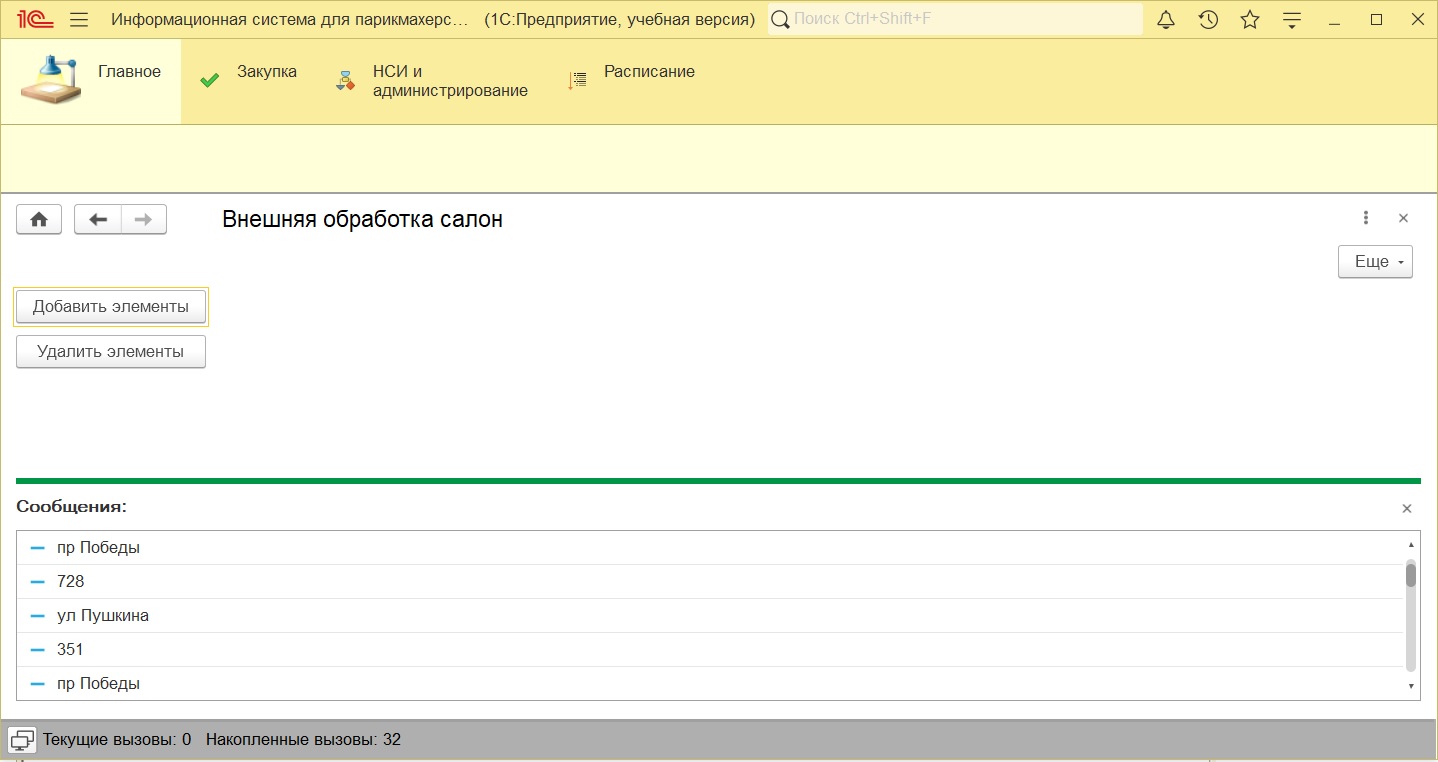 1С Информационная система для парикмахерс... (1С:Предприятие, учебная версия) Поиск Ctrl+Shift+F
Главное Закупка НСИ и Расписание
администрирование
Внешняя обработка салон
Еще
Добавить элементы
Удалить элементы
Сообщения:
пр Победы
728
ул Пушкина
351
пр Победы
Текущие вызовы: 0 Накопленные вызовы: 32